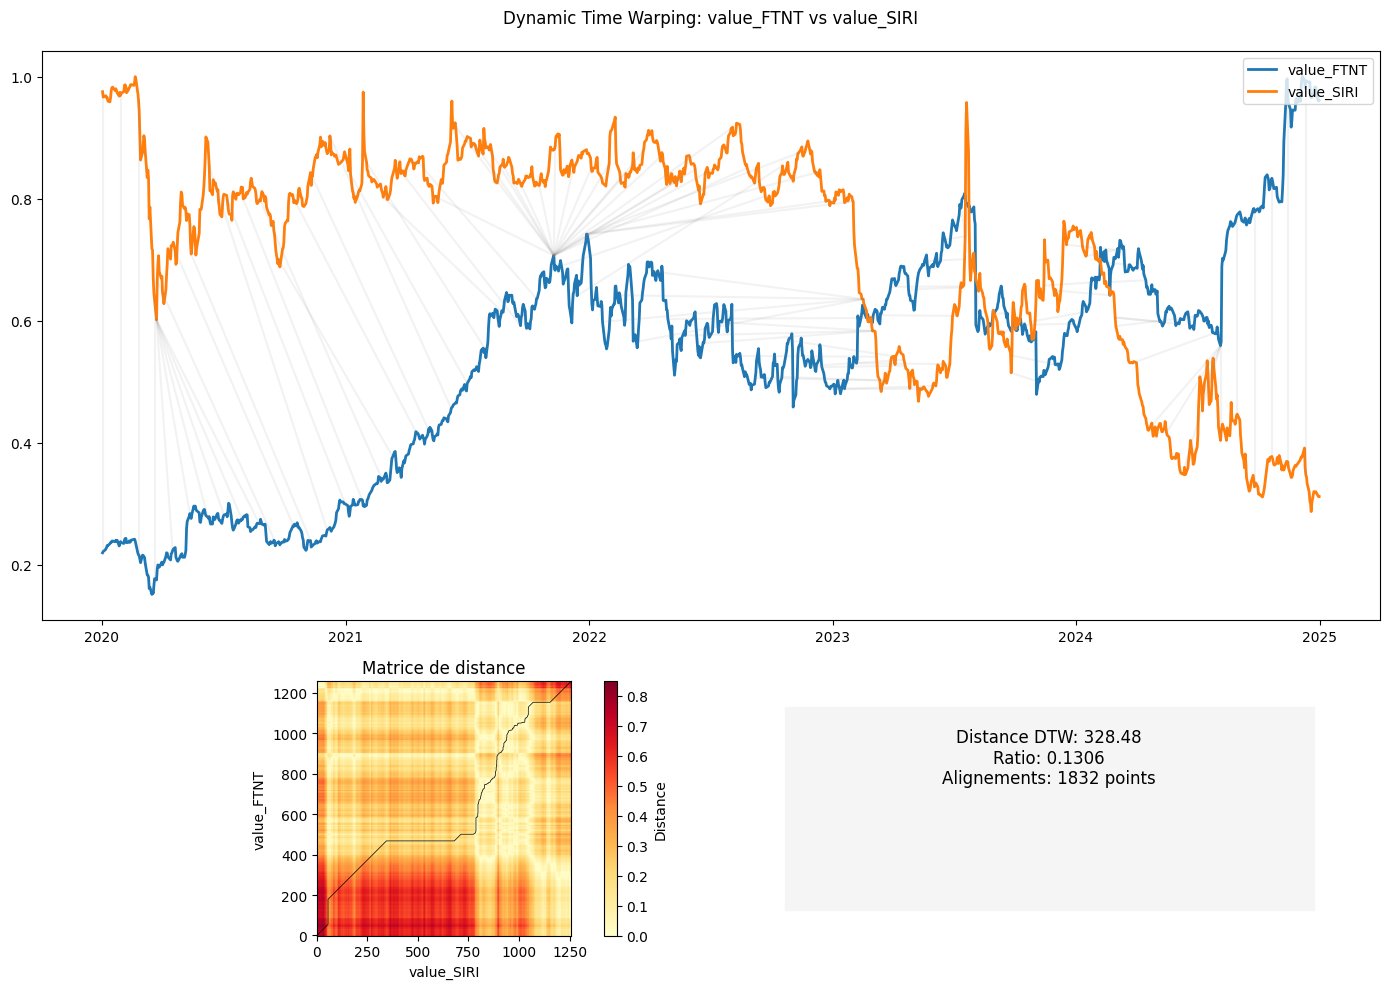 Dynamic Time Warping: value_FTNT vs value_SIRI
value_FTNT
value_SIRI
1.0
0.8
0.6
0.4
0.2
2020 2021 2022 2023 2024 2025
Matrice de distance
value_FTNT
1200
1000
800
600
400
200
0
0 250 500 750 1000 1250
value_SIRI
0.8
0.7
0.6
0.5
0.4
0.3
0.2
0.1
0.0
Distance
Distance DTW: 328.48
Ratio: 0.1306
Alignements: 1832 points